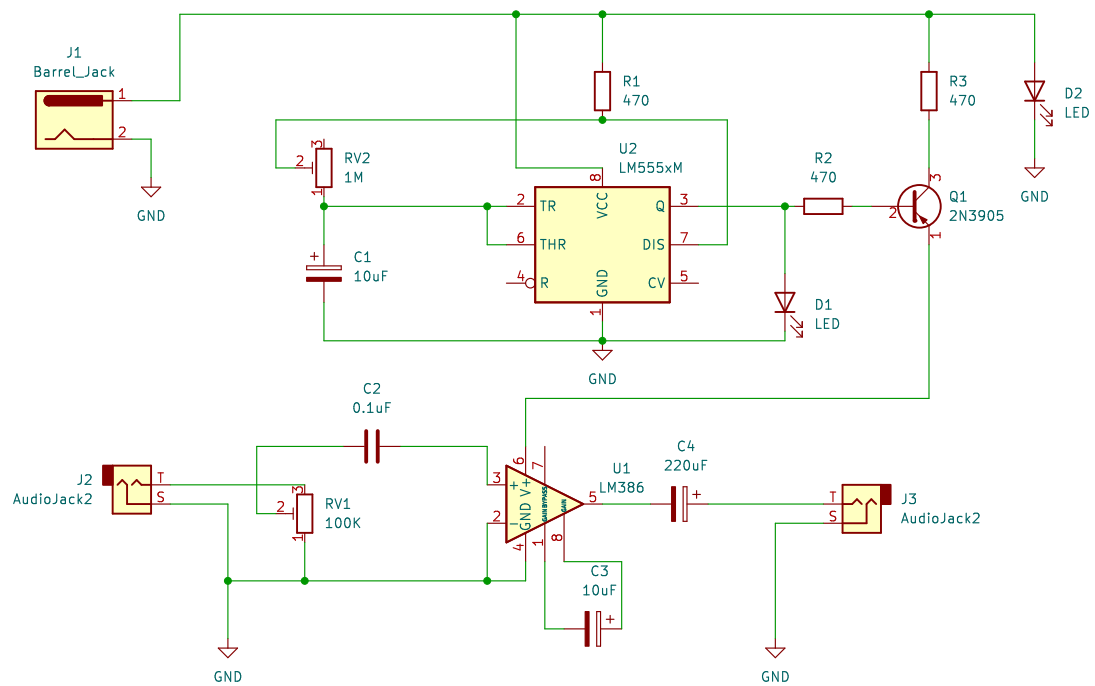 J1
Barrel_Jack
1
2
GND
R1
470
R3
470
D2
LED
GND
3
2
1
RV2
1M
U2
LM555xM
8
VCC
2
TR
Q
3
6
THR
DIS
7
4
R
CV
5
GND
1
R2
470
3
2
1
Q1
2N3905
+
C1
10uF
D1
LED
GND
C2
0.1uF
J2
AudioJack2
T
S
3
2
1
RV1
100K
6
7
3
+
V+
2
-
GND
4
BYPASS
GAIN
GAIN
1
8
5
U1
LM386
C4
220uF
+
T
S
J3
AudioJack2
C3
10uF
+
GND
GND